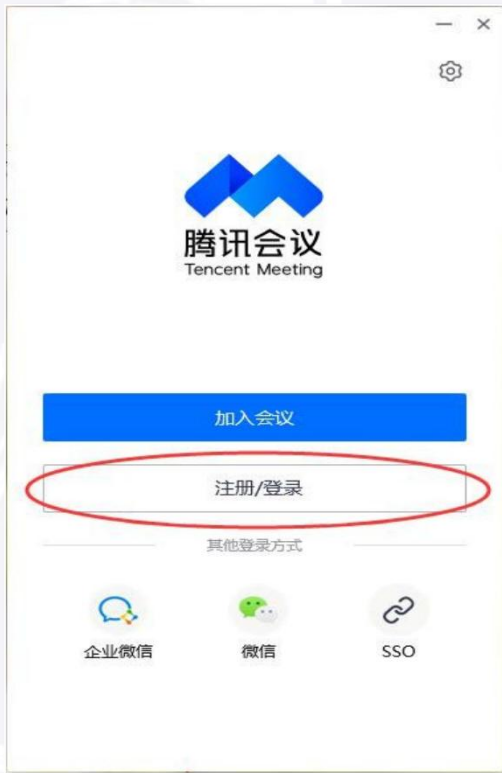 腾讯会议
Tencent Meeting
加入会议
注册/登录
其他登录方式
企业微信
微信
SSO